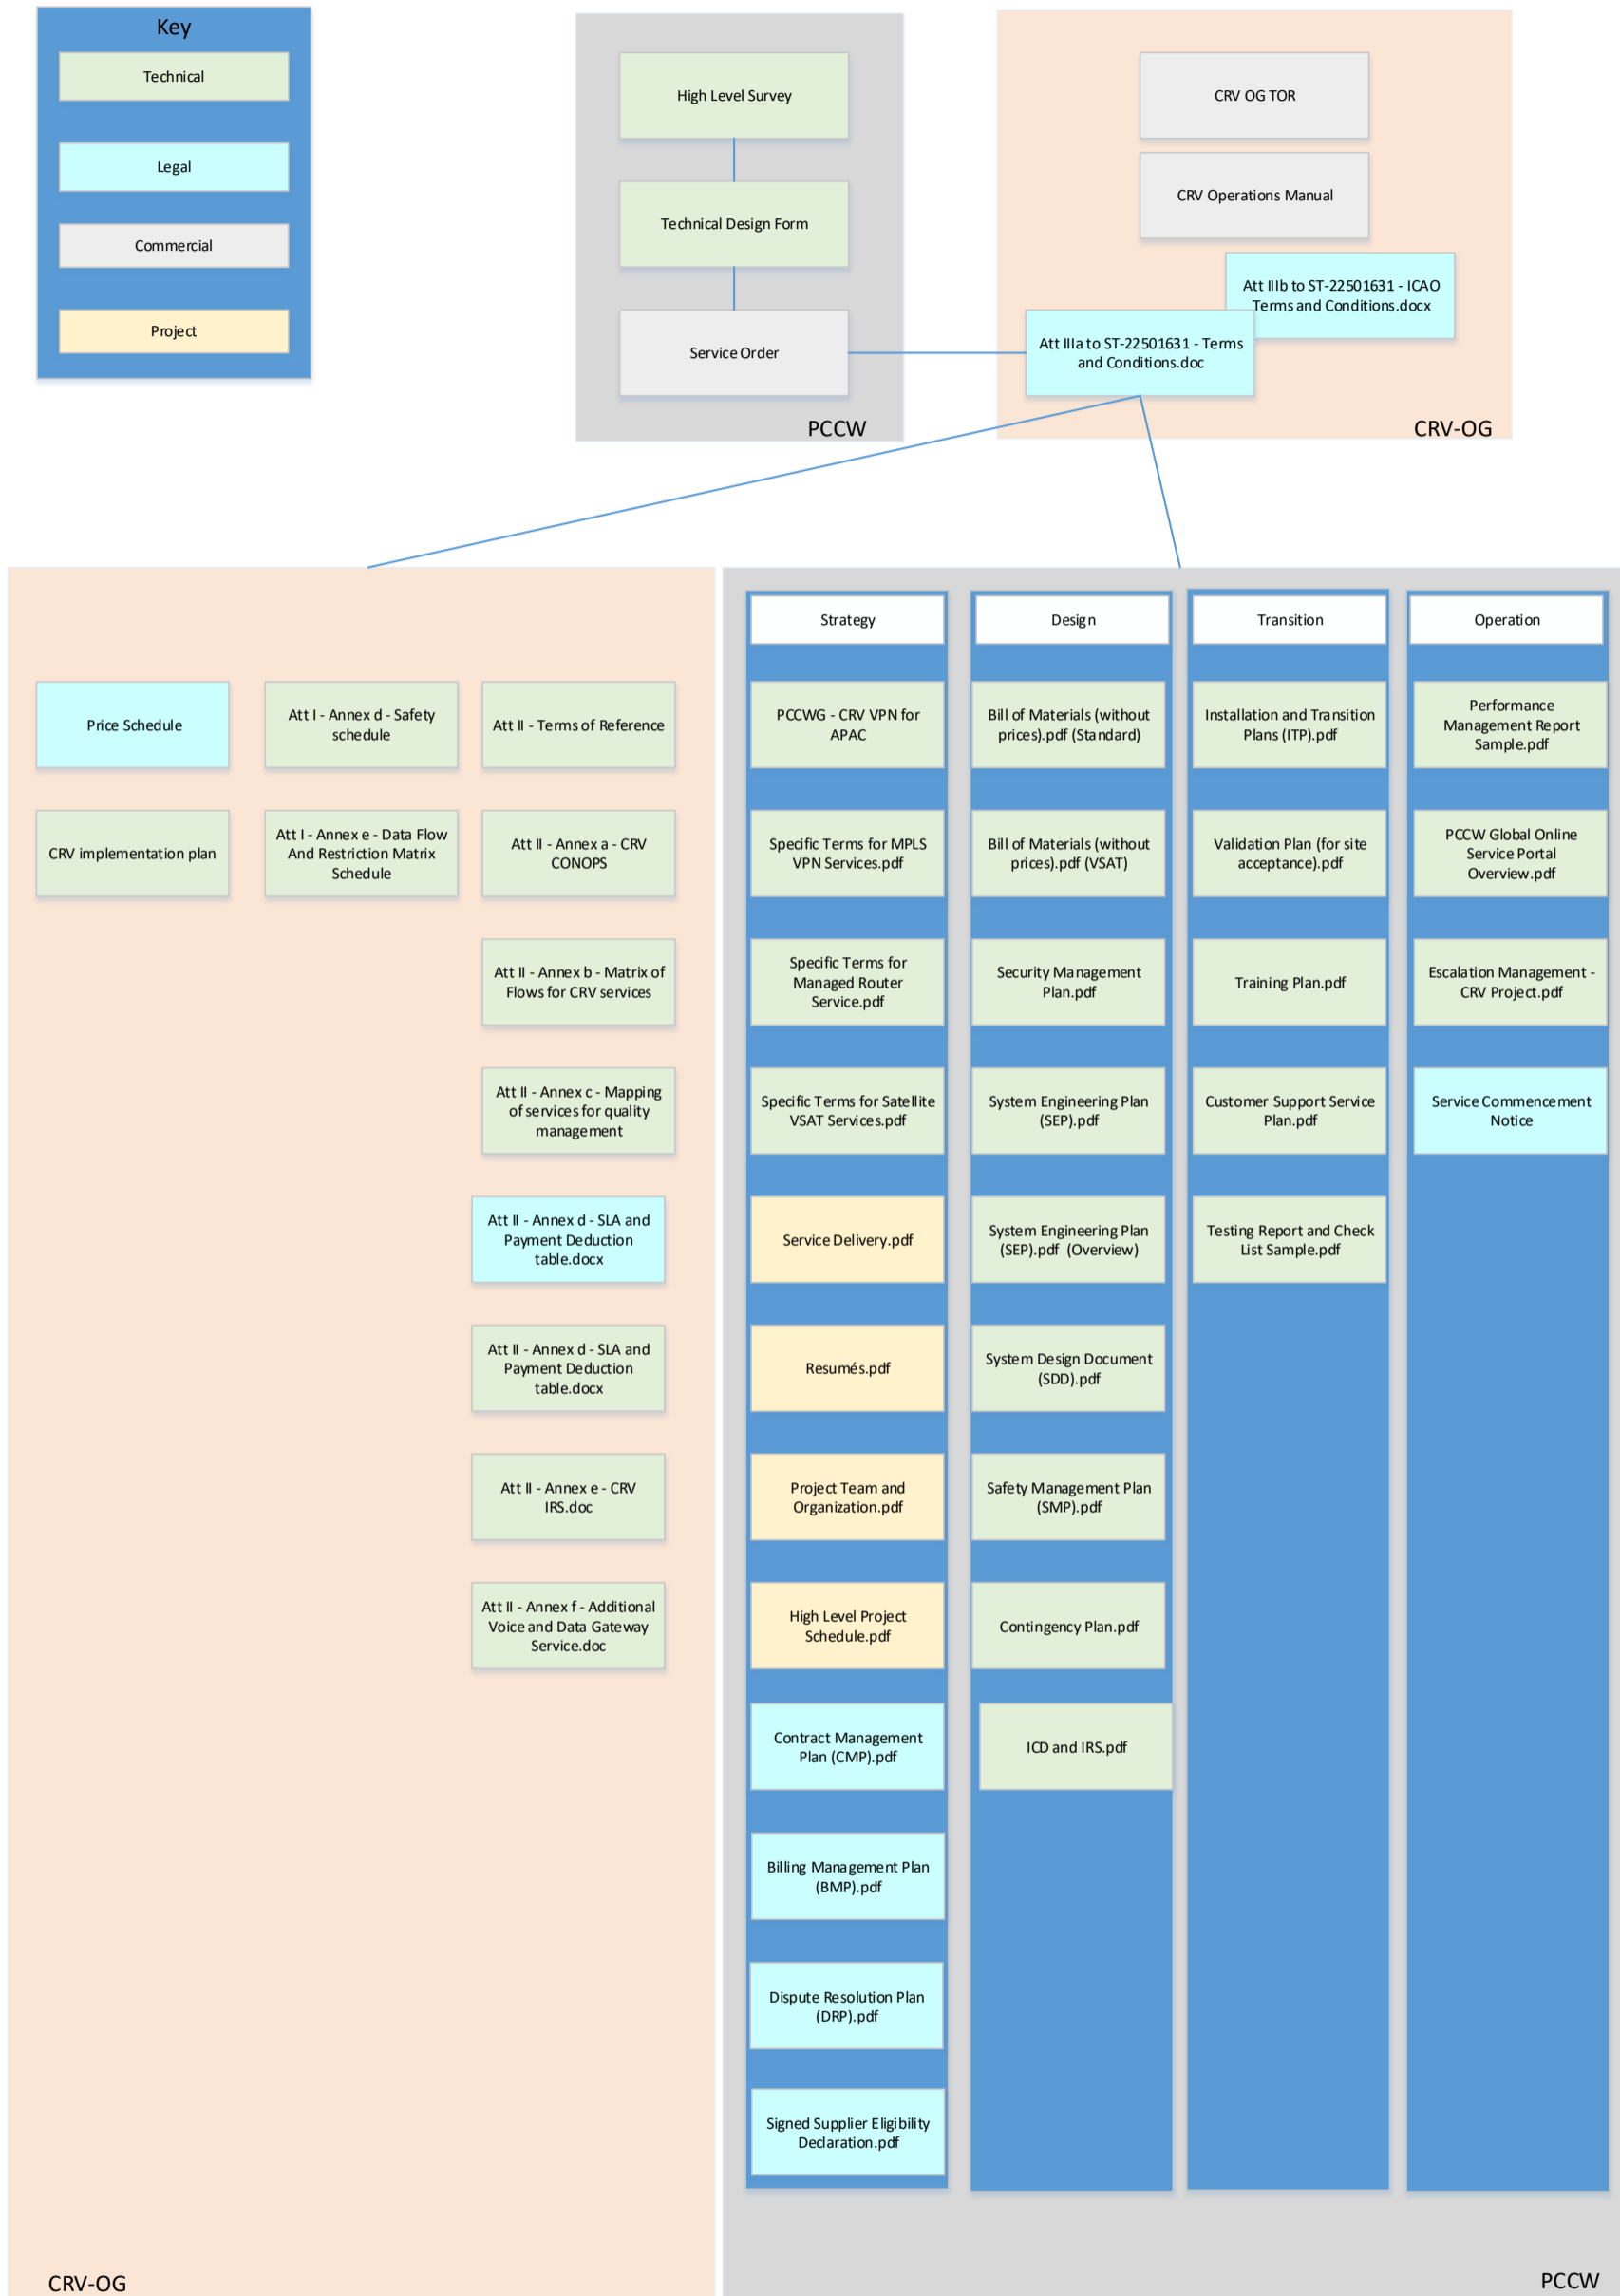 Key
Technical
Legal
Commercial
Project
High Level Survey
Technical Design Form
Service Order
PCCW
CRV OG TOR
CRV Operations Manual
Att IIIb to ST-22501631 - ICAO
Terms and Conditions.docx
Att IIIa to ST-22501631 - Terms
and Conditions.doc
CRV-OG
Price Schedule
CRV implementation plan
Att I - Annex d - Safety
schedule
Att I - Annex e - Data Flow
And Restriction Matrix
Schedule
Att II - Terms of Reference
Att II - Annex a - CRV
CONOPS
Att II - Annex b - Matrix of
Flows for CRV services
Att II - Annex c - Mapping
of services for quality
management
Att II - Annex d - SLA and
Payment Deduction
table.docx
Att II - Annex d - SLA and
Payment Deduction
table.docx
Att II - Annex e - CRV
IRS.doc
Att II - Annex f - Additional
Voice and Data Gateway
Service.doc
CRV-OG
Strategy
PCCWG - CRV VPN for
APAC
Specific Terms for MPLS
VPN Services.pdf
Specific Terms for
Managed Router
Service.pdf
Specific Terms for Satellite
VSAT Services.pdf
Service Delivery.pdf
Resumés.pdf
Project Team and
Organization.pdf
High Level Project
Schedule.pdf
Contract Management
Plan (CMP).pdf
Billing Management Plan
(BMP).pdf
Dispute Resolution Plan
(DRP).pdf
Signed Supplier Eligibility
Declaration.pdf
Design
Bill of Materials (without
prices).pdf (Standard)
Bill of Materials (without
prices).pdf (VSAT)
Security Management
Plan.pdf
System Engineering Plan
(SEP).pdf
System Engineering Plan
(SEP).pdf (Overview)
System Design Document
(SDD).pdf
Safety Management Plan
(SMP).pdf
Contingency Plan.pdf
ICD and IRS.pdf
Transition
Installation and Transition
Plans (ITP).pdf
Validation Plan (for site
acceptance).pdf
Training Plan.pdf
Customer Support Service
Plan.pdf
Testing Report and Check
List Sample.pdf
Operation
Performance
Management Report
Sample.pdf
PCCW Global Online
Service Portal
Overview.pdf
Escalation Management -
CRV Project.pdf
Service Commencement
Notice
PCCW